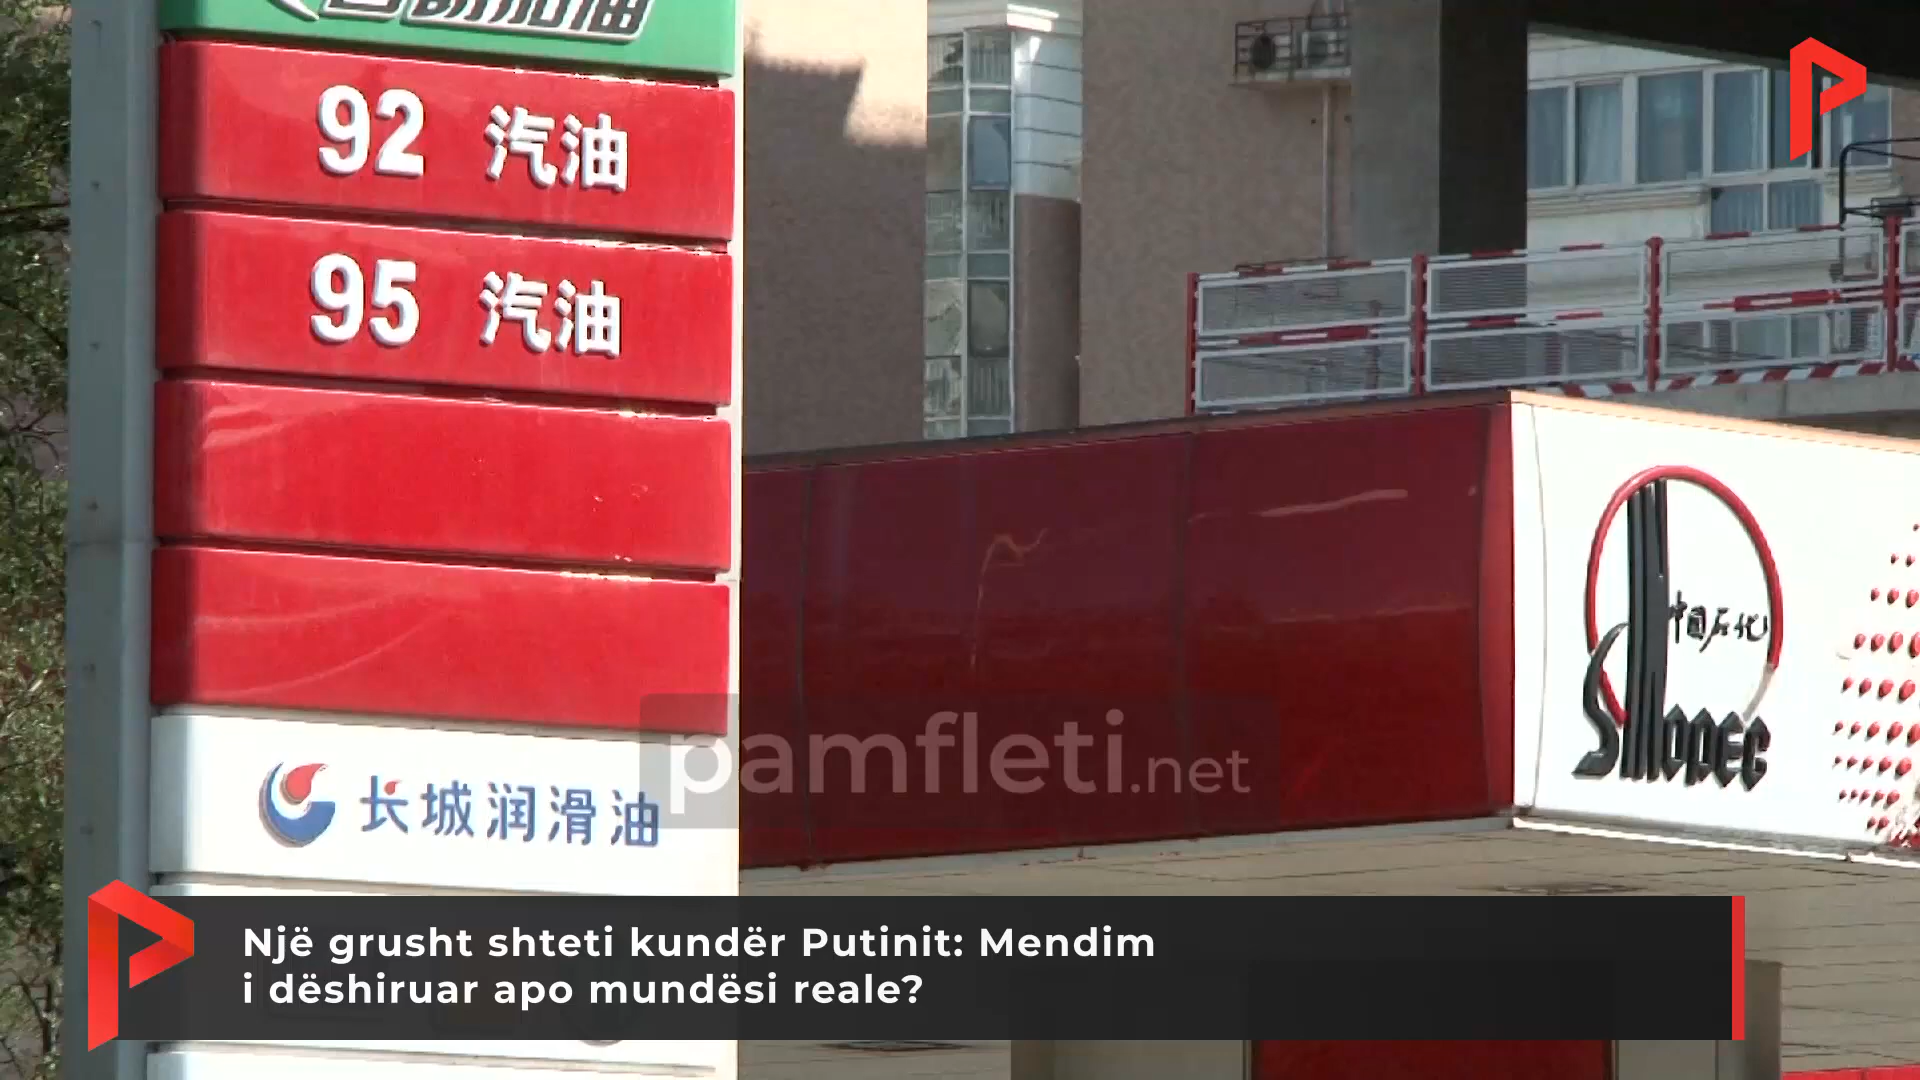 92 汽油
95 汽油
中国石化
SINOPEC
pamfleti.net
长城润滑油
Një grusht shteti kundër Putinit: Mendim
i dëshiruar apo mundësi reale?